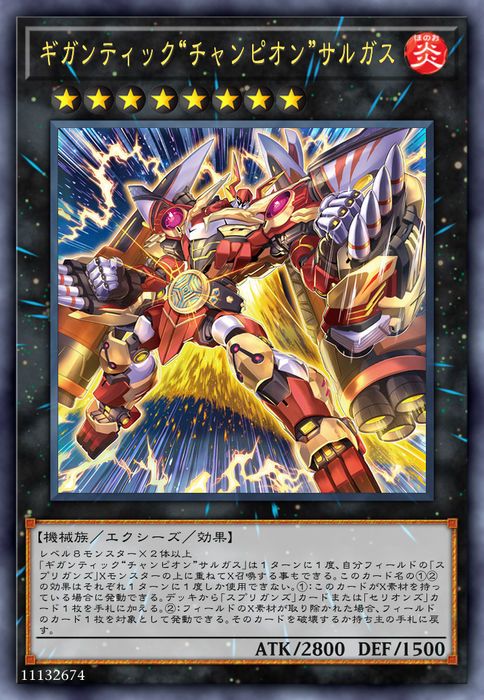 ギガンティック“チャンピオン”サルガス
ほのお
炎
【機械族／エクシーズ／効果】
レベル８モンスター×２体以上
「ギガンティック“チャンピオン”サルガス」は１ターンに１度、自分フィールドの「ス
プリガンズ」Xモンスターの上に重ねてX召喚する事もできる。このカード名の①②
の効果はそれぞれ１ターンに１度しか使用できない。①：このカードがX素材を持っ
ている場合に発動できる。デッキから「スプリガンズ」カードまたは「セリオンズ」カ
ード１枚を手札に加える。②：フィールドのX素材が取り除かれた場合、フィールド
のカード１枚を対象として発動できる。そのカードを破壊するか持ち主の手札に戻
す。
ATK/2800 DEF/1500
11132674